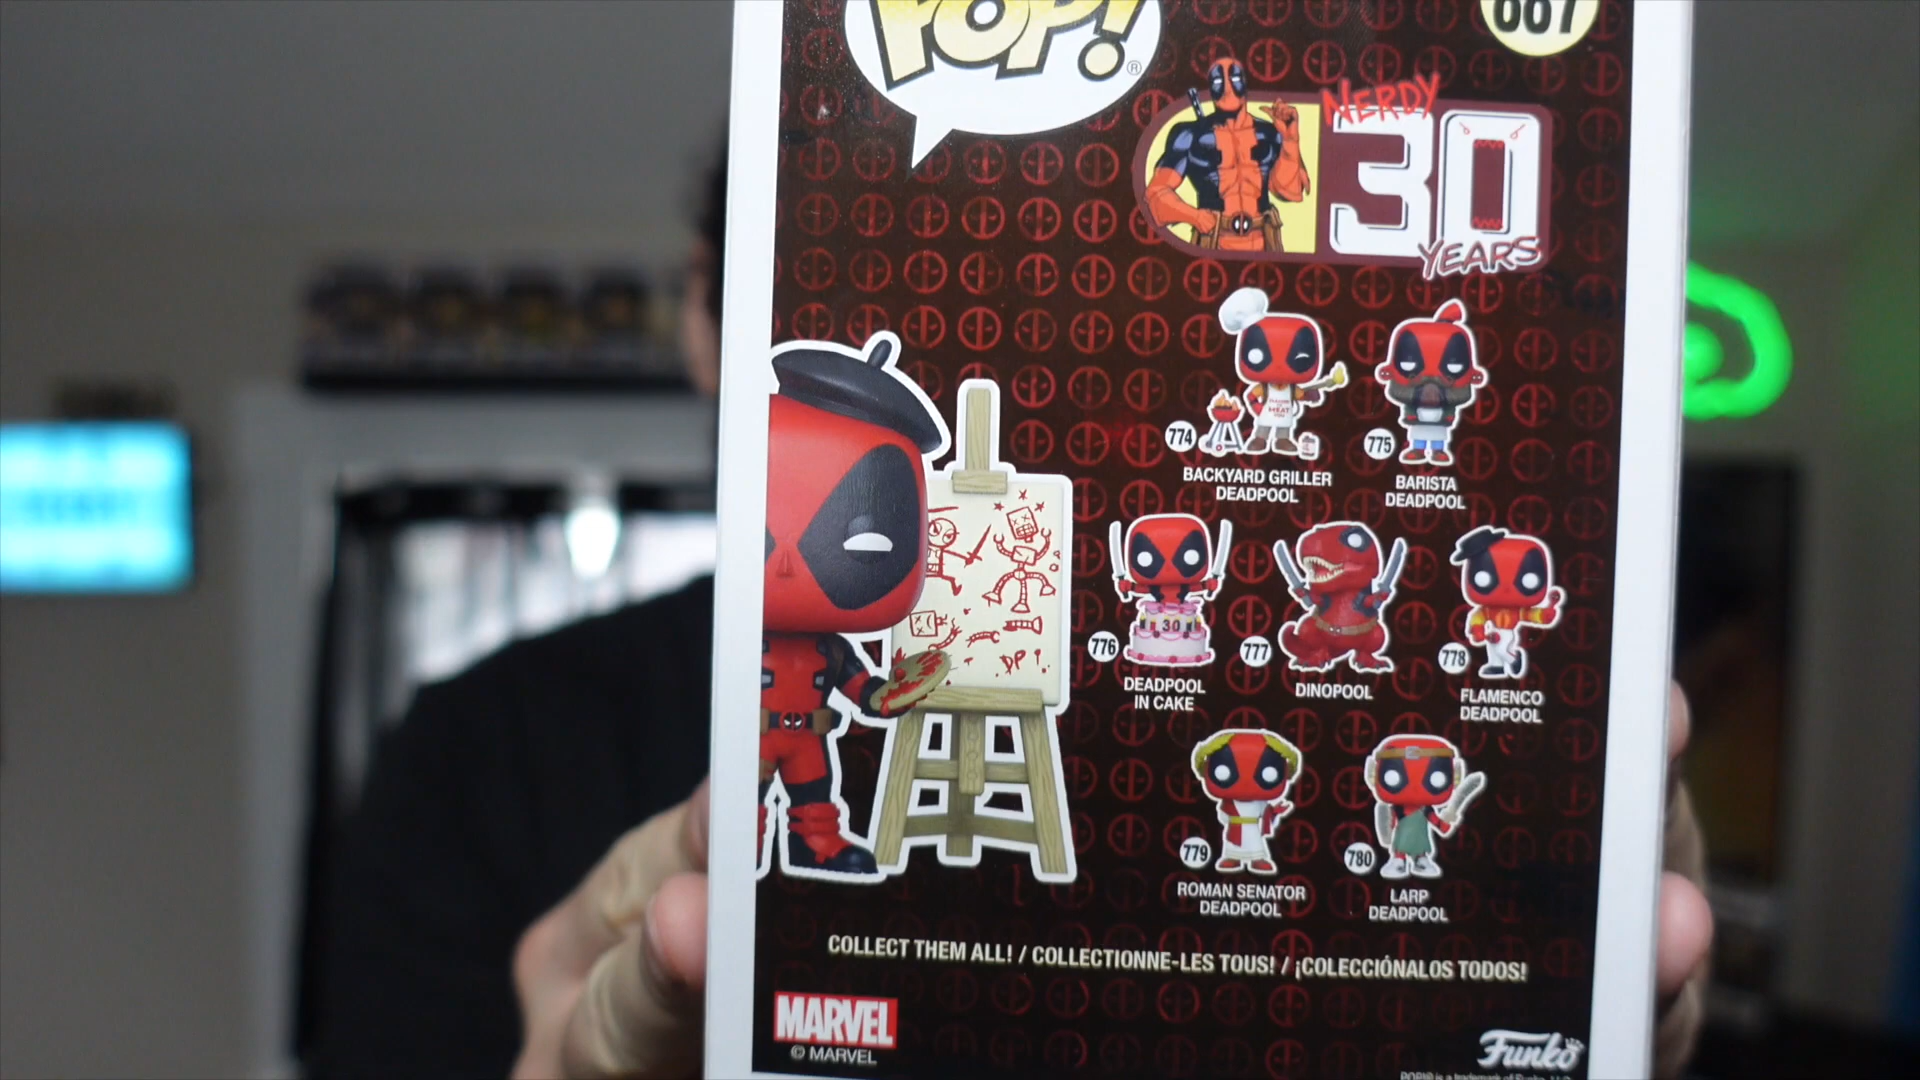 POP!
®
887
NERDY
30
YEARS
774
BACKYARD GRILLER
DEADPOOL
775
BARISTA
DEADPOOL
30
776
DEADPOOL
IN CAKE
777
DINOPOOL
778
FLAMENCO
DEADPOOL
DP!
779
ROMAN SENATOR
DEADPOOL
780
LARP
DEADPOOL
COLLECT THEM ALL! / COLLECTIONNE-LES TOUS! / ¡COLECCIÓNALOS TODOS!
MARVEL
© MARVEL
Funko